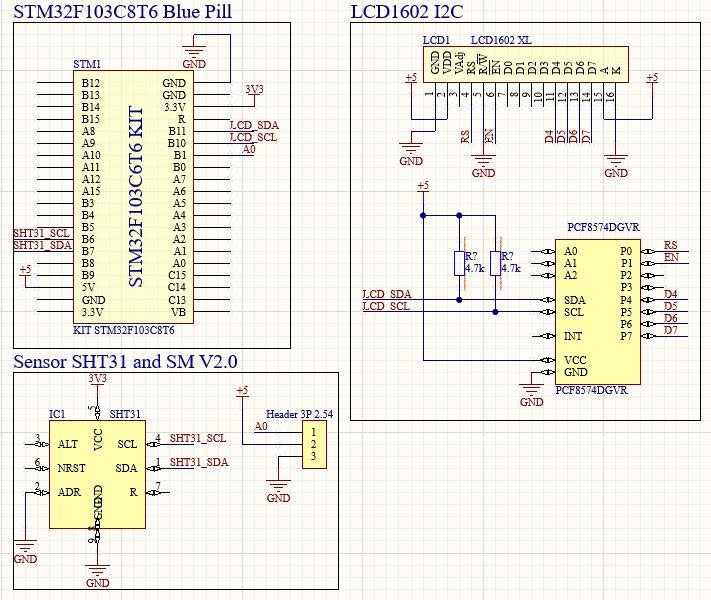 STM32F103C8T6 Blue Pill
GND
STM1
B12 GND
B13 GND
B14 3.3V 3V3
B15 R
A8 B11 LCD_SDA
A9 B10 LCD_SCL
A10 B1 A0
A11 B0
A12 A7
A15 A6
B3 A5
B4 A4
B5 A3
SHT31_SCL B6 A2
SHT31_SDA B7 A1
B8 A0
+5 B9 C15
5V C14
GND C13
3.3V VB
STM32F103C6T6 KIT
KIT STM32F103C8T6
LCD1602 I2C
LCD1 LCD1602 XL
GND VDD VAdj RS R/W EN D0 D1 D2 D3 D4 D5 D6 D7 A K
1 2 3 4 5 6 7 8 9 10 11 12 13 14 15 16
+5 +5
RS EN D4 D5 D6 D7
GND GND GND
+5
R? R?
4.7k 4.7k
PCF8574DGVR
A0 P0 RS
A1 P1 EN
A2 P2
P3
LCD_SDA SDA P4 D4
LCD_SCL SCL P5 D5
P6 D6
INT P7 D7
VCC
GND
GND
PCF8574DGVR
Sensor SHT31 and SM V2.0
3V3
5
IC1 SHT31
VCC
3 ALT SCL 4 SHT31_SCL
6 NRST SDA 1 SHT31_SDA
2 ADR R 7
GND
9
GND
GND
+5
Header 3P 2.54
A0 1
2
3
GND